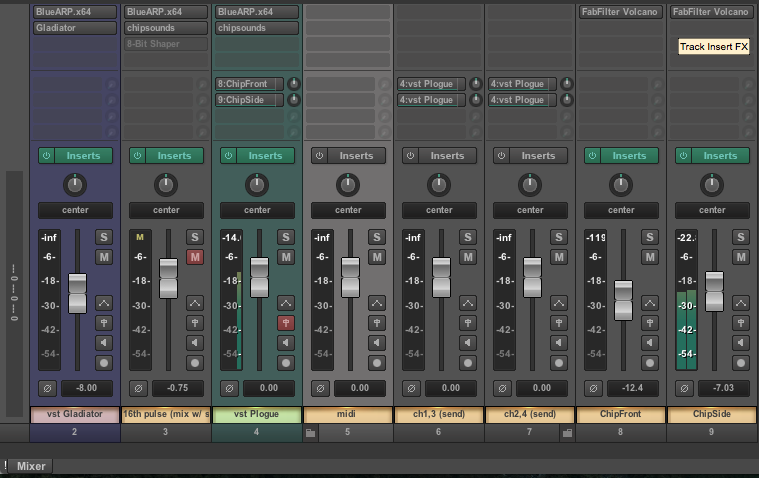 BlueARP.x64 BlueARP.x64 BlueARP.x64 FabFilter Volcano FabFilter Volcano
Gladiator chipsounds chipsounds
8-Bit Shaper
Track Insert FX
8:ChipFront 4:vst Plogue 4:vst Plogue
9:ChipSide 4:vst Plogue 4:vst Plogue
Inserts Inserts Inserts Inserts Inserts Inserts Inserts Inserts
center center center center center center center center
-inf S M S -14. S -inf S -inf S -inf S -119 S -22. S
-6- M -6- M -6- M -6- M -6- M -6- M -6- M -6- M
-18- -18- -18- -18- -18- -18- -18- -18-
-30- -30- -30- -30- -30- -30- -30- -30-
-42- -42- -42- -42- -42- -42- -42- -42-
-54- -54- -54- -54- -54- -54- -54- -54-
-8.00 -0.75 0.00 0.00 0.00 0.00 -12.4 -7.03
vst Gladiator 16th pulse (mix w/ s vst Plogue midi ch1,3 (send) ch2,4 (send) ChipFront ChipSide
2 3 4 5 6 7 8 9
! Mixer